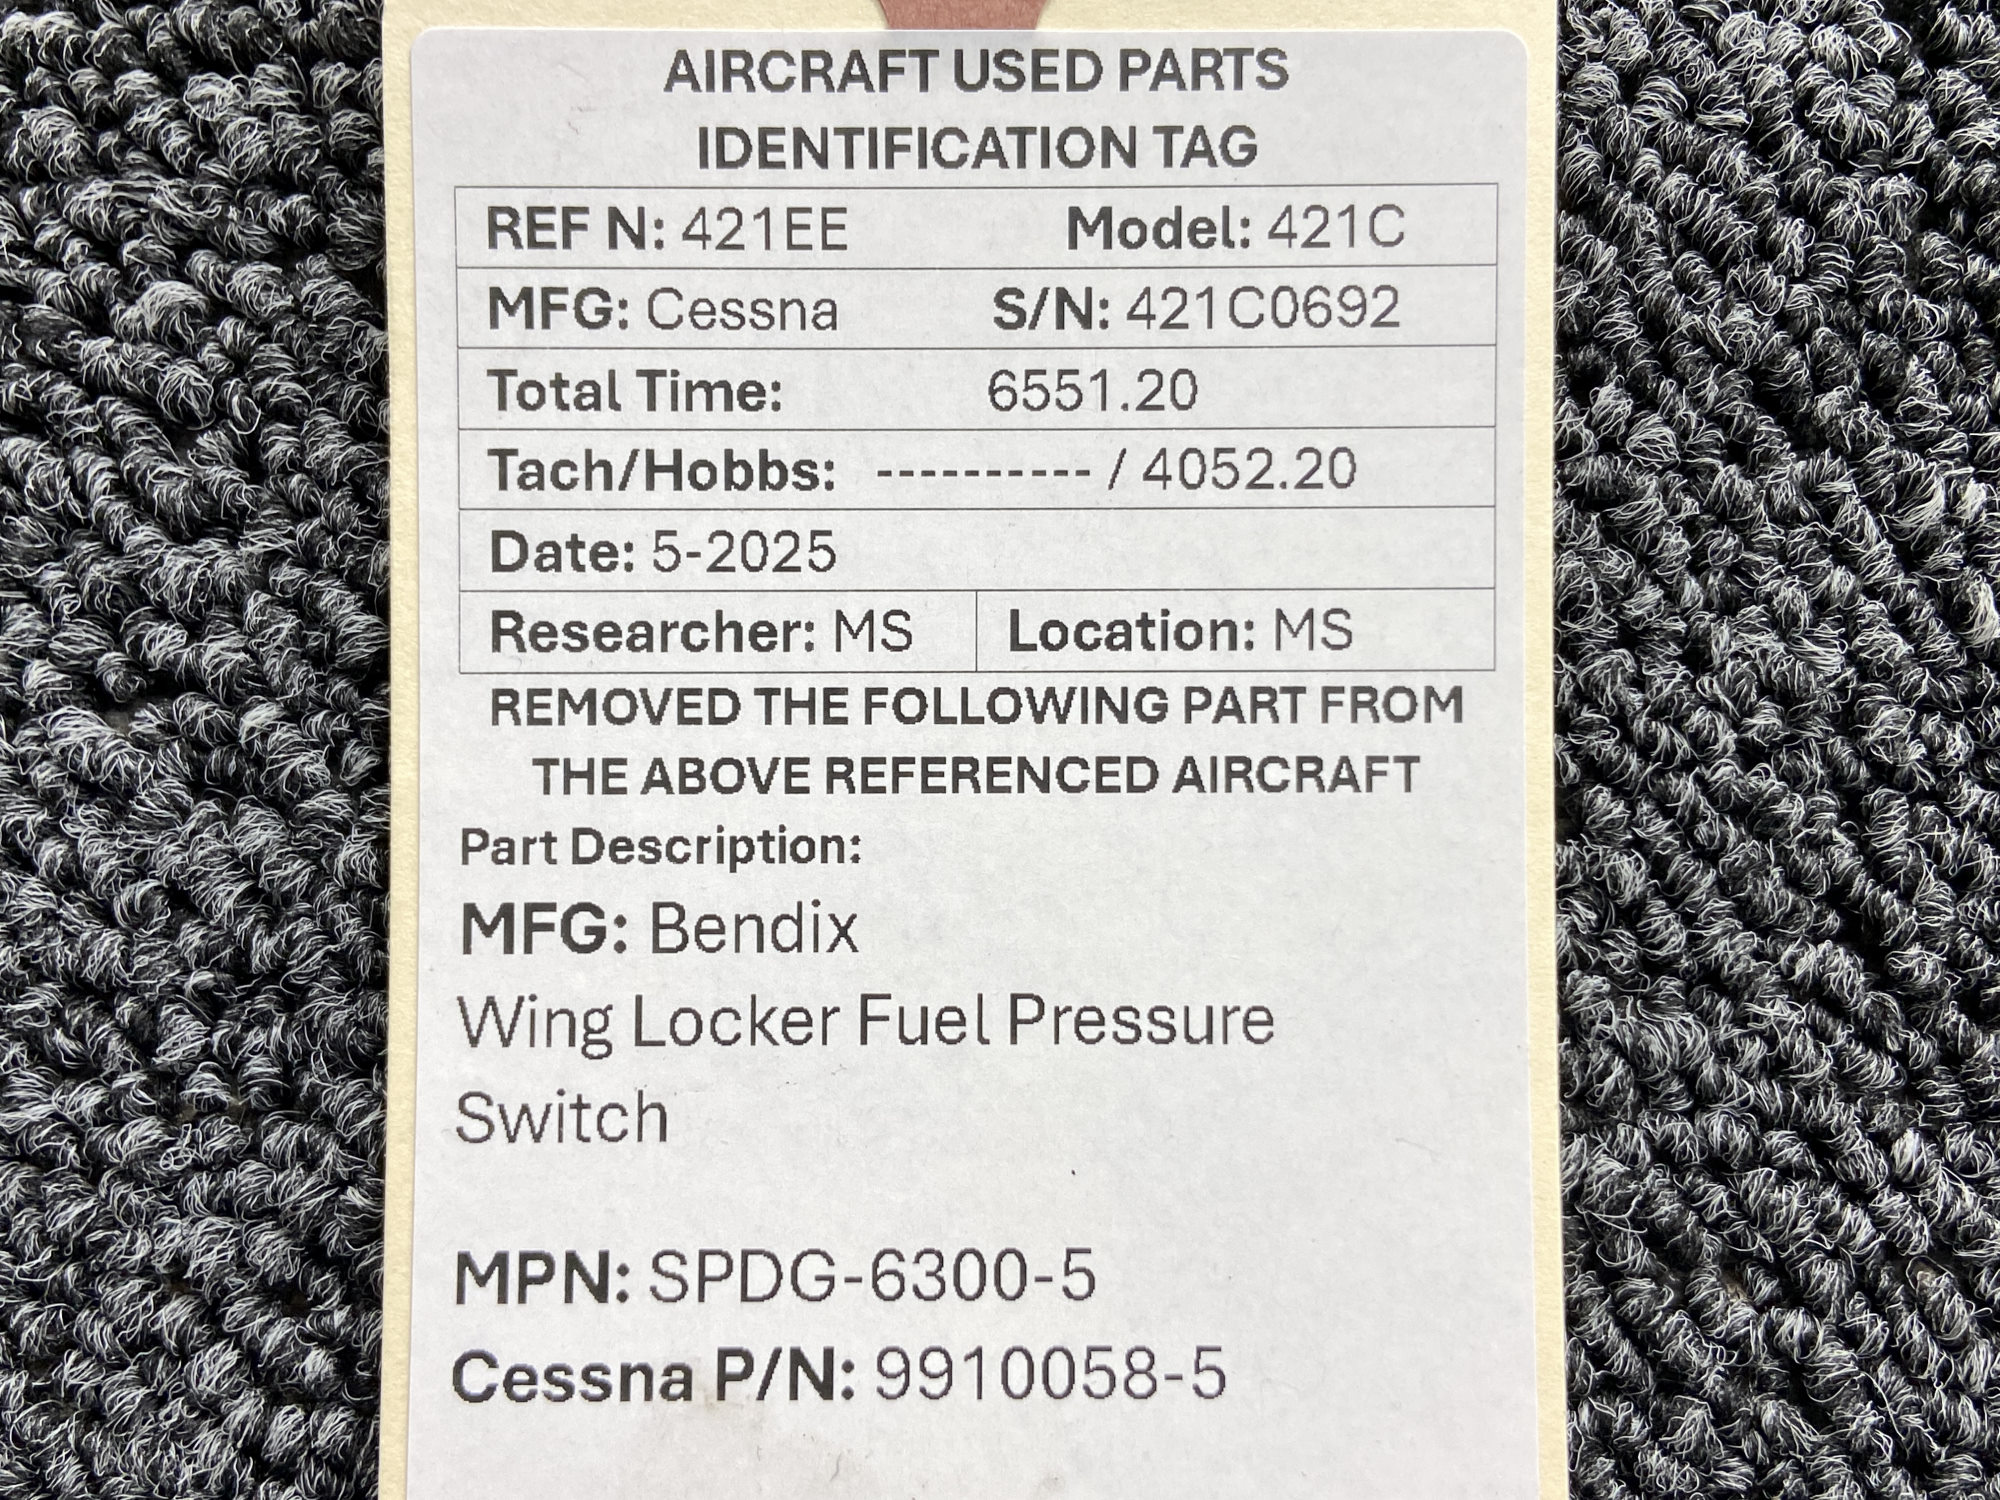 AIRCRAFT USED PARTS
IDENTIFICATION TAG
REF N: 421EE Model: 421C
MFG: Cessna S/N: 421C0692
Total Time: 6551.20
Tach/Hobbs: ---------- / 4052.20
Date: 5-2025
Researcher: MS Location: MS
REMOVED THE FOLLOWING PART FROM
THE ABOVE REFERENCED AIRCRAFT
Part Description:
MFG: Bendix
Wing Locker Fuel Pressure
Switch
MPN: SPDG-6300-5
Cessna P/N: 9910058-5